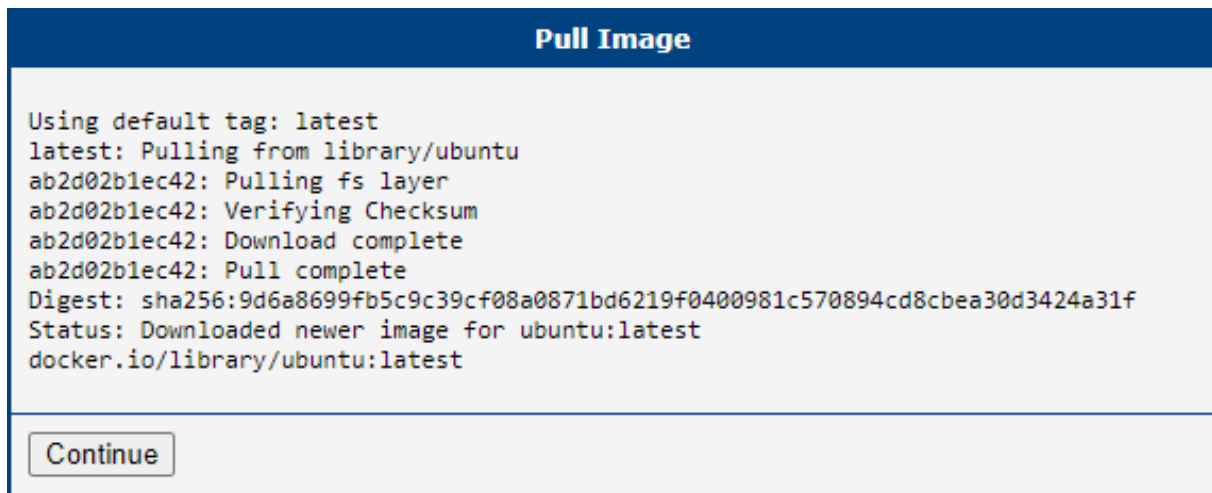 Pull Image
Using default tag: latest
latest: Pulling from library/ubuntu
ab2d02b1ec42: Pulling fs layer
ab2d02b1ec42: Verifying Checksum
ab2d02b1ec42: Download complete
ab2d02b1ec42: Pull complete
Digest: sha256:9d6a8699fb5c9c39cf08a0871bd6219f0400981c570894cd8cbea30d3424a31f
Status: Downloaded newer image for ubuntu:latest
docker.io/library/ubuntu:latest
Continue